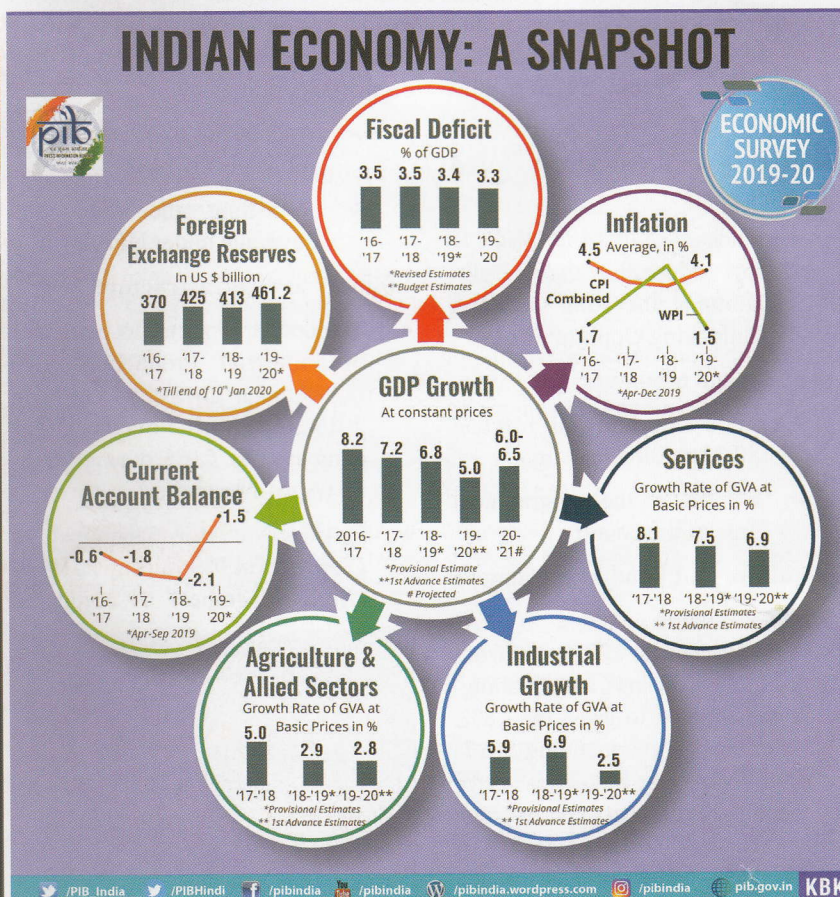 INDIAN ECONOMY: A SNAPSHOT
pib
ECONOMIC
SURVEY
2019-20
Fiscal Deficit
% of GDP
3.5 3.5 3.4 3.3
'16- '17- '18- '19-
'17 '18 '19* '20
*Revised Estimates
**Budget Estimates
Foreign
Exchange Reserves
In US $ billion
370 425 413 461.2
'16- '17- '18- '19-
'17 '18 '19 '20*
*Till end of 10th Jan 2020
Inflation
Average, in %
4.5 4.1
CPI
Combined
WPI
1.7 1.5
'16- '17- '18- '19-
'17 '18 '19 '20*
*Apr-Dec 2019
GDP Growth
At constant prices
8.2 7.2 6.8 5.0 6.0-
6.5
2016- '17- '18- '19- '20-
'17 '18 '19* '20** '21#
*Provisional Estimate
**1st Advance Estimates
# Projected
Current
Account Balance
1.5
-0.6 -1.8
-2.1
'16- '17- '18- '19-
'17 '18 '19 '20*
*Apr-Sep 2019
Services
Growth Rate of GVA at
Basic Prices in %
8.1 7.5 6.9
'17-'18 '18-'19* '19-'20**
*Provisional Estimates
** 1st Advance Estimates
Agriculture &
Allied Sectors
Growth Rate of GVA at
Basic Prices in %
5.0 2.9 2.8
'17-'18 '18-'19* '19-'20**
*Provisional Estimates
** 1st Advance Estimates
Industrial
Growth
Growth Rate of GVA at
Basic Prices in %
5.9 6.9 2.5
'17-'18 '18-'19* '19-'20**
*Provisional Estimates
** 1st Advance Estimates
/PIB_India /PIBHindi /pibindia /pibindia /pibindia.wordpress.com /pibindia pib.gov.in KBK